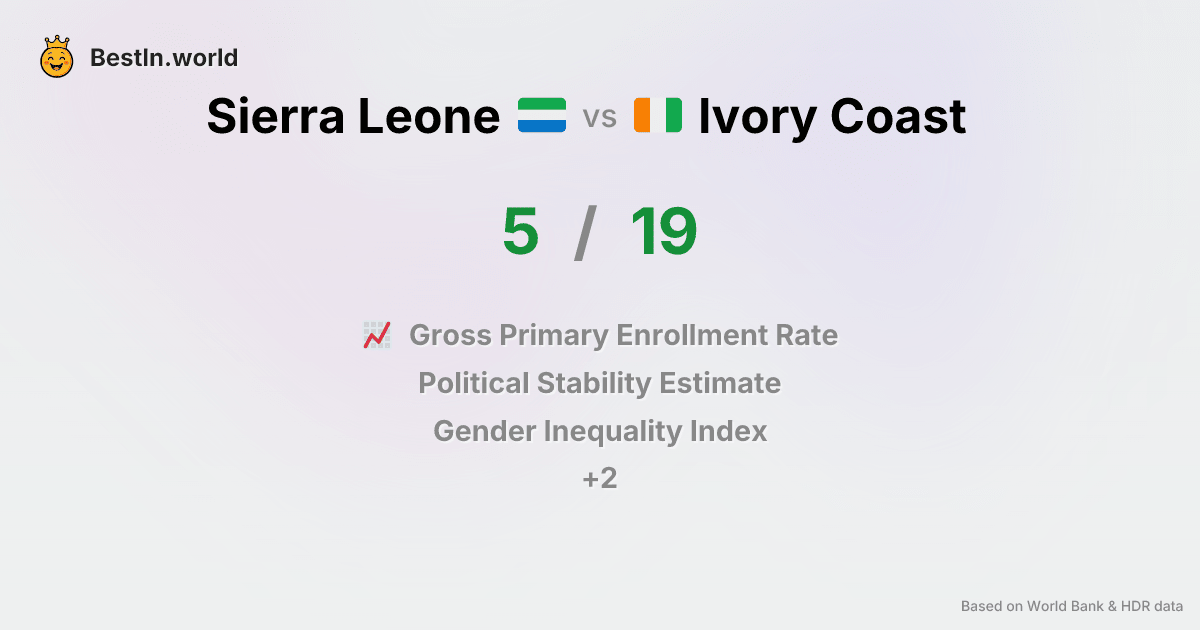 BestIn.world
Sierra Leone vs Ivory Coast
5 / 19
Gross Primary Enrollment Rate
Political Stability Estimate
Gender Inequality Index
+2
Based on World Bank & HDR data